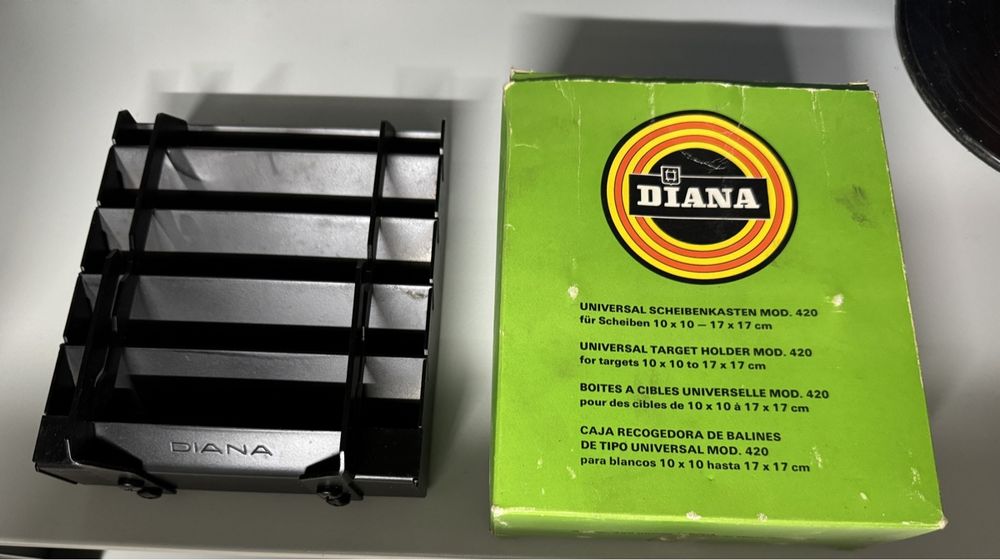 DIANA
DIANA
UNIVERSAL SCHEIBENKASTEN MOD. 420
für Scheiben 10 x 10 — 17 x 17 cm
UNIVERSAL TARGET HOLDER MOD. 420
for targets 10 x 10 to 17 x 17 cm
BOITES A CIBLES UNIVERSELLE MOD. 420
pour des cibles de 10 x 10 à 17 x 17 cm
CAJA RECOGEDORA DE BALINES
DE TIPO UNIVERSAL MOD. 420
para blancos 10 x 10 hasta 17 x 17 cm